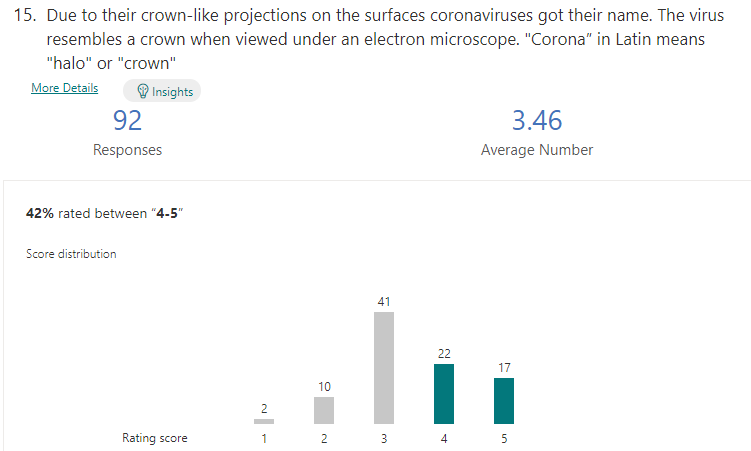 15. Due to their crown-like projections on the surfaces coronaviruses got their name. The virus
resembles a crown when viewed under an electron microscope. "Corona” in Latin means
"halo" or "crown"
More Details
Insights
92
Responses
3.46
Average Number
42% rated between “4-5”
Score distribution
2
10
41
22
17
Rating score
1 2 3 4 5